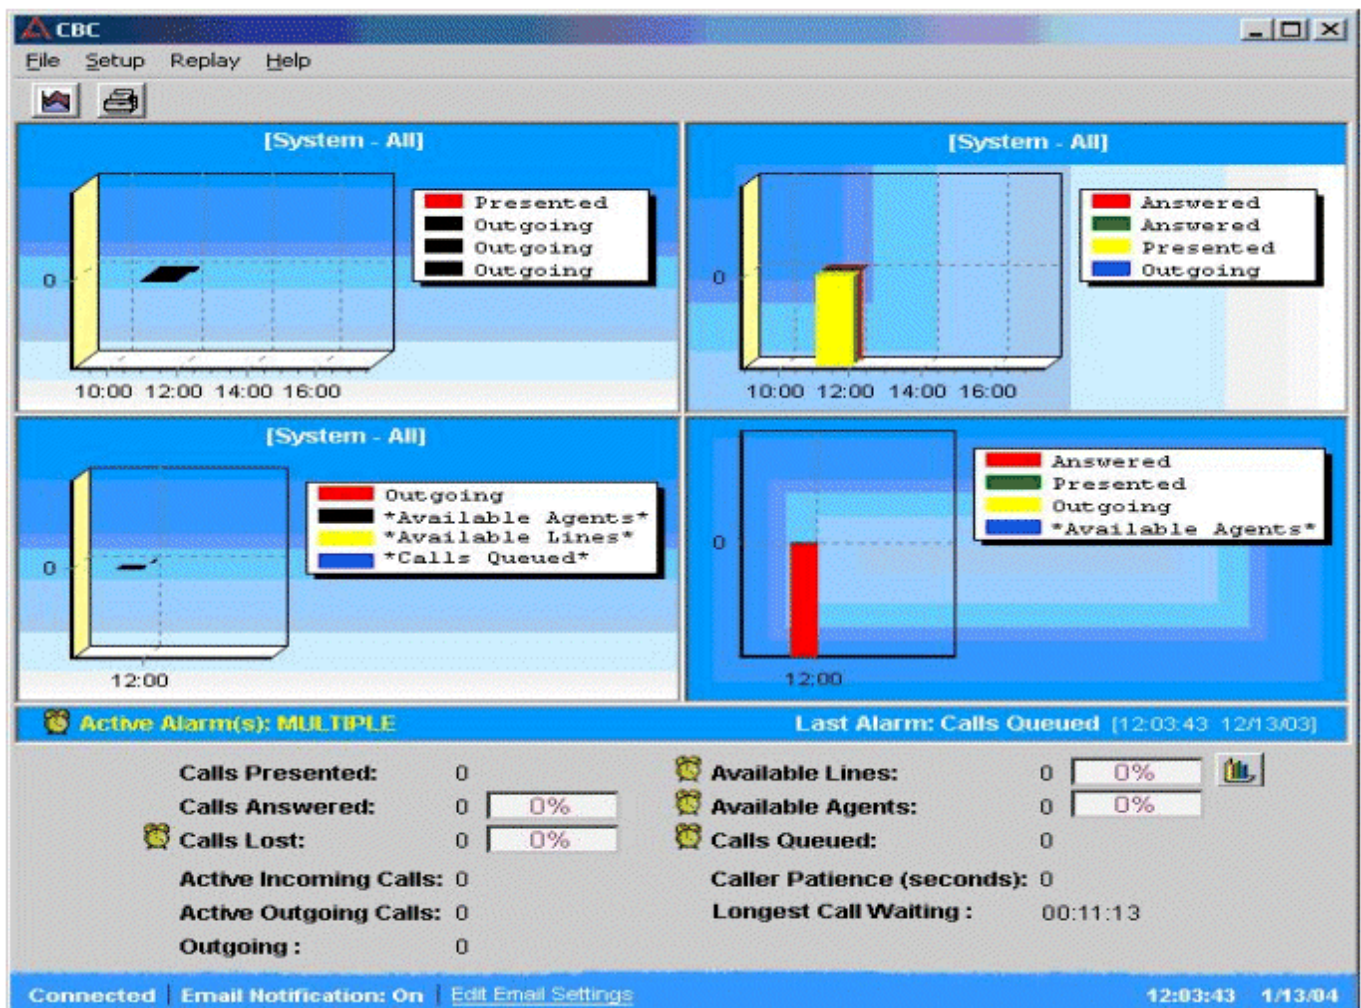 CBC
File Setup Replay Help
[System - All]
Presented
Outgoing
Outgoing
Outgoing
0
10:00 12:00 14:00 16:00
[System - All]
Answered
Answered
Presented
Outgoing
0
10:00 12:00 14:00 16:00
[System - All]
Outgoing
*Available Agents*
*Available Lines*
*Calls Queued*
0
12:00
Answered
Presented
Outgoing
*Available Agents*
0
12:00
Active Alarm(s): MULTIPLE
Last Alarm: Calls Queued [12:03:43 12/13/03]
Calls Presented: 0
Calls Answered: 0 0%
Calls Lost: 0 0%
Active Incoming Calls: 0
Active Outgoing Calls: 0
Outgoing : 0
Available Lines: 0 0%
Available Agents: 0 0%
Calls Queued: 0
Caller Patience (seconds): 0
Longest Call Waiting : 00:11:13
Connected Email Notification: On Edit Email Settings 12:03:43 1/13/04